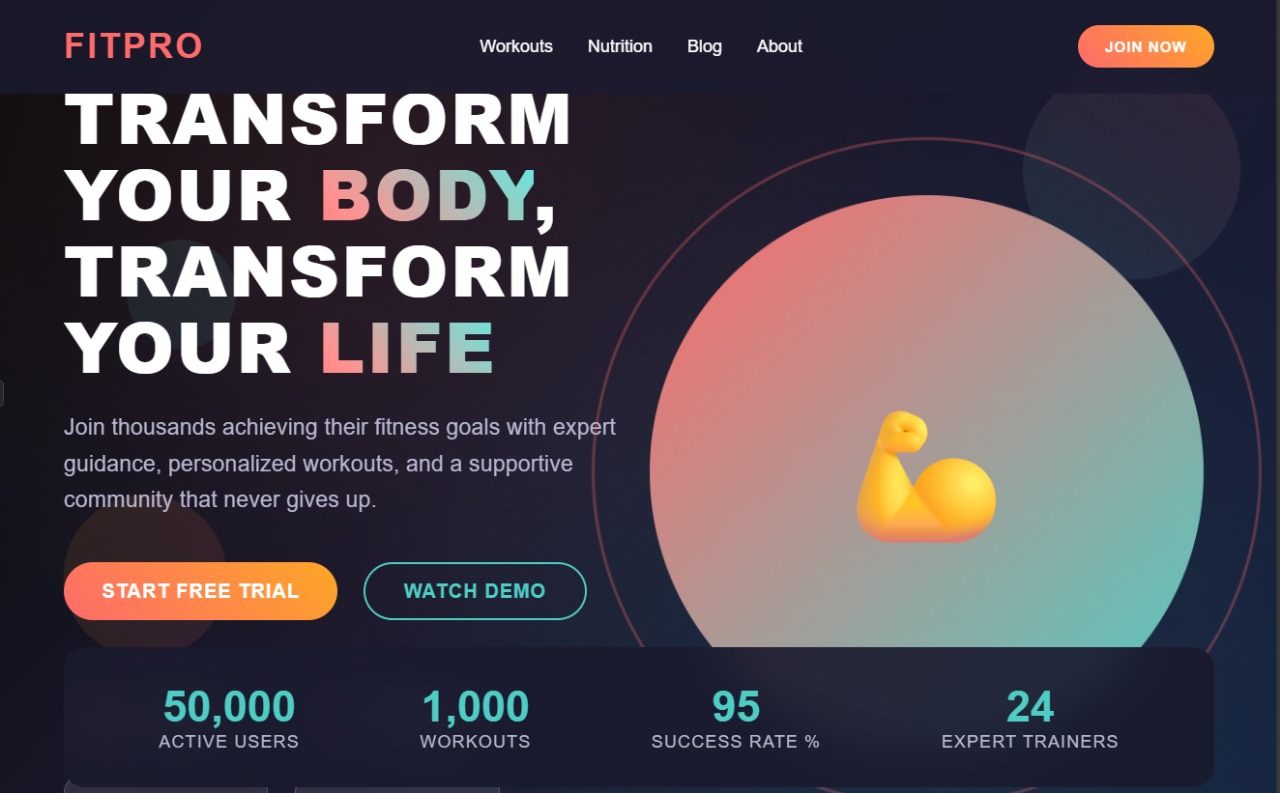 FITPRO
Workouts
Nutrition
Blog
About
JOIN NOW
TRANSFORM
YOUR BODY,
TRANSFORM
YOUR LIFE
Join thousands achieving their fitness goals with expert
guidance, personalized workouts, and a supportive
community that never gives up.
START FREE TRIAL
WATCH DEMO
50,000
ACTIVE USERS
1,000
WORKOUTS
95
SUCCESS RATE %
24
EXPERT TRAINERS